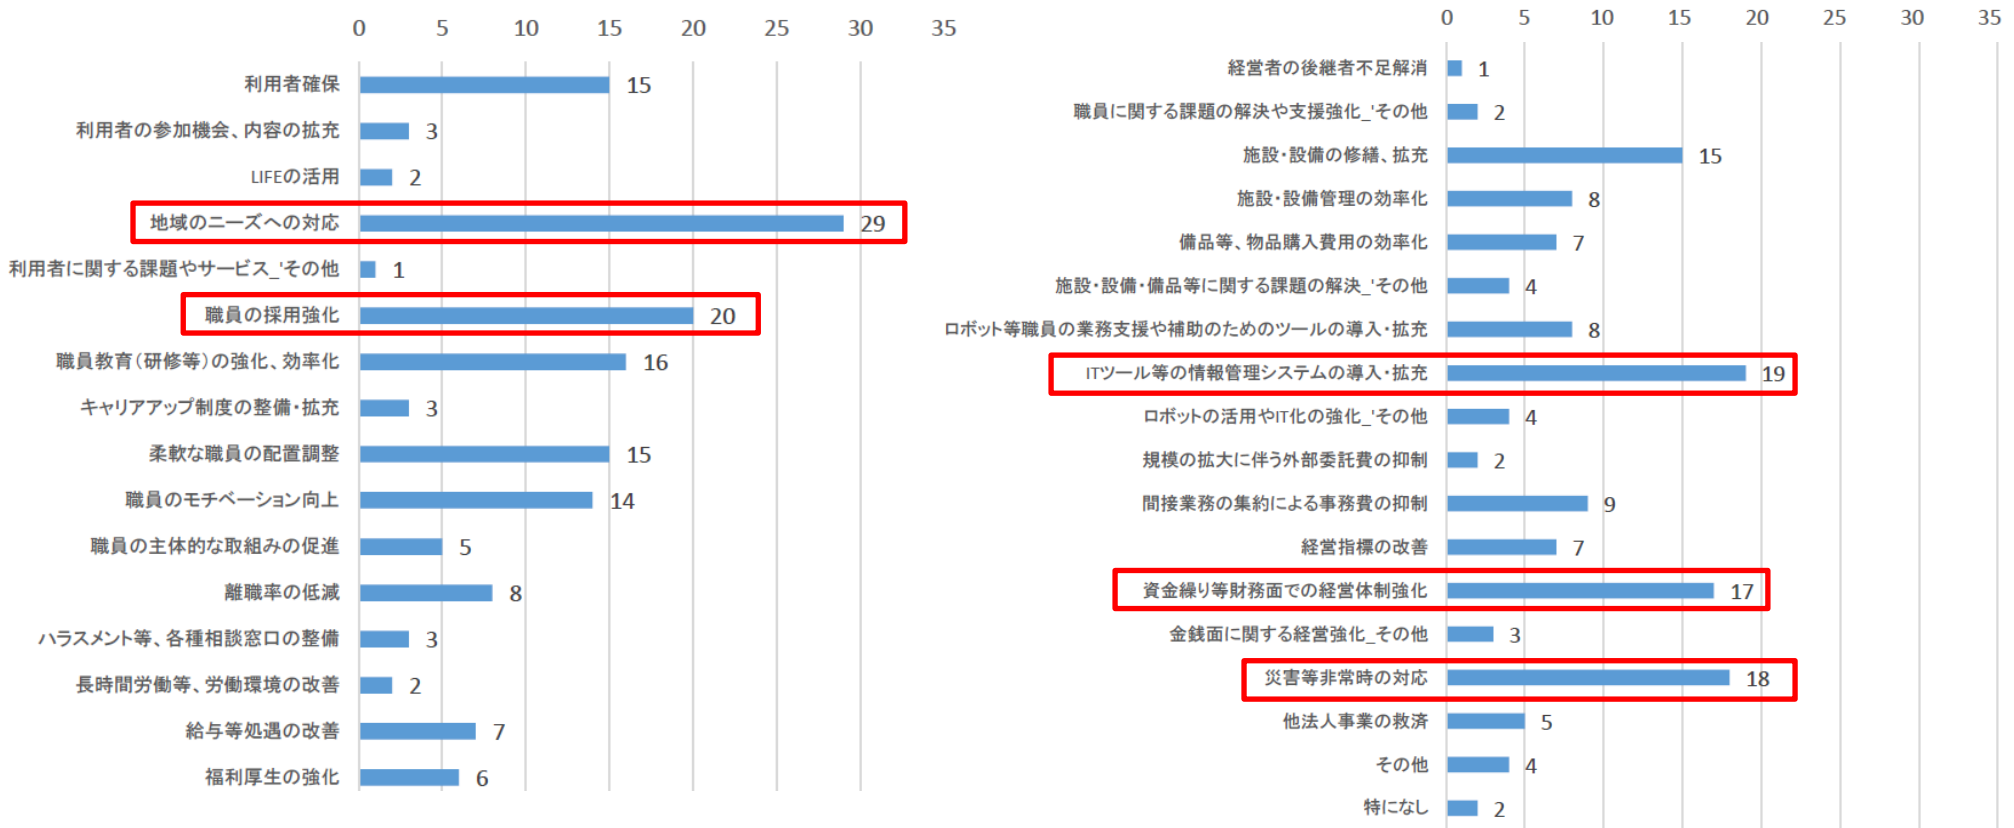 0 5 10 15 20 25 30 35
利用者確保 15
利用者の参加機会、内容の拡充 3
LIFEの活用 2
地域のニーズへの対応 29
利用者に関する課題やサービス_'その他 1
職員の採用強化 20
職員教育(研修等)の強化、効率化 16
キャリアアップ制度の整備・拡充 3
柔軟な職員の配置調整 15
職員のモチベーション向上 14
職員の主体的な取組みの促進 5
離職率の低減 8
ハラスメント等、各種相談窓口の整備 3
長時間労働等、労働環境の改善 2
給与等処遇の改善 7
福利厚生の強化 6
0 5 10 15 20 25 30 35
経営者の後継者不足解消 1
職員に関する課題の解決や支援強化_'その他 2
施設・設備の修繕、拡充 15
施設・設備管理の効率化 8
備品等、物品購入費用の効率化 7
施設・設備・備品等に関する課題の解決_'その他 4
ロボット等職員の業務支援や補助のためのツールの導入・拡充 8
ITツール等の情報管理システムの導入・拡充 19
ロボットの活用やIT化の強化_'その他 4
規模の拡大に伴う外部委託費の抑制 2
間接業務の集約による事務費の抑制 9
経営指標の改善 7
資金繰り等財務面での経営体制強化 17
金銭面に関する経営強化_その他 3
災害等非常時の対応 18
他法人事業の救済 5
その他 4
特になし 2